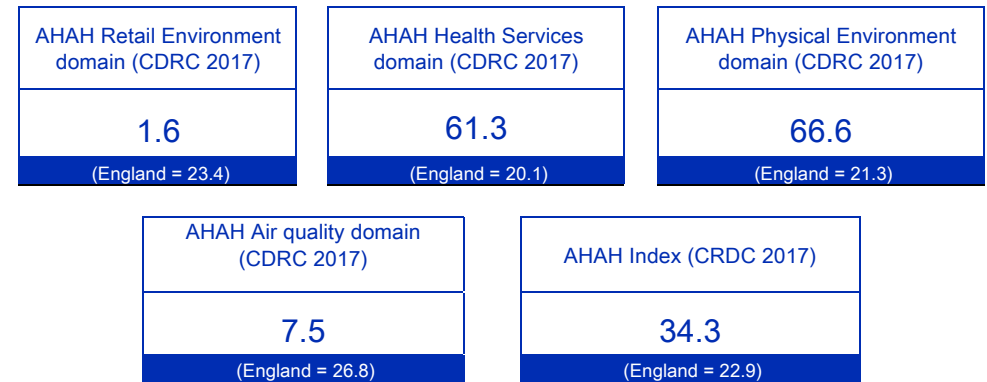 AHAH Retail Environment
domain (CDRC 2017)
1.6
(England = 23.4)
AHAH Health Services
domain (CDRC 2017)
61.3
(England = 20.1)
AHAH Physical Environment
domain (CDRC 2017)
66.6
(England = 21.3)
AHAH Air quality domain
(CDRC 2017)
7.5
(England = 26.8)
AHAH Index (CRDC 2017)
34.3
(England = 22.9)